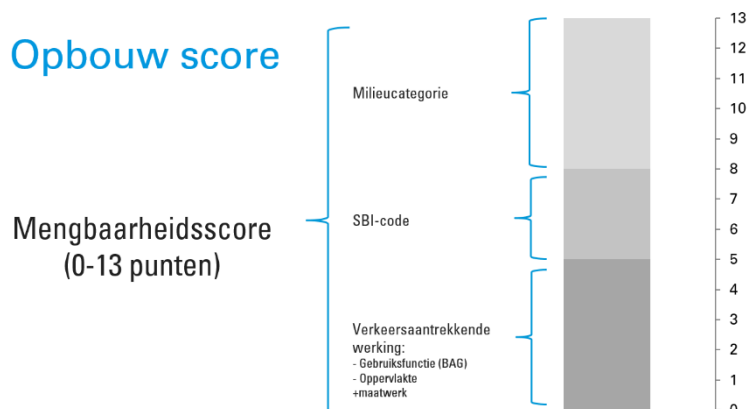 Opbouw score
Mengbaarheidsscore
(0-13 punten)
Milieucategorie
SBI-code
Verkeersaantrekkende
werking:
- Gebruiksfunctie (BAG)
- Oppervlakte
+maatwerk
13
12
11
10
9
8
7
6
5
4
3
2
1
0